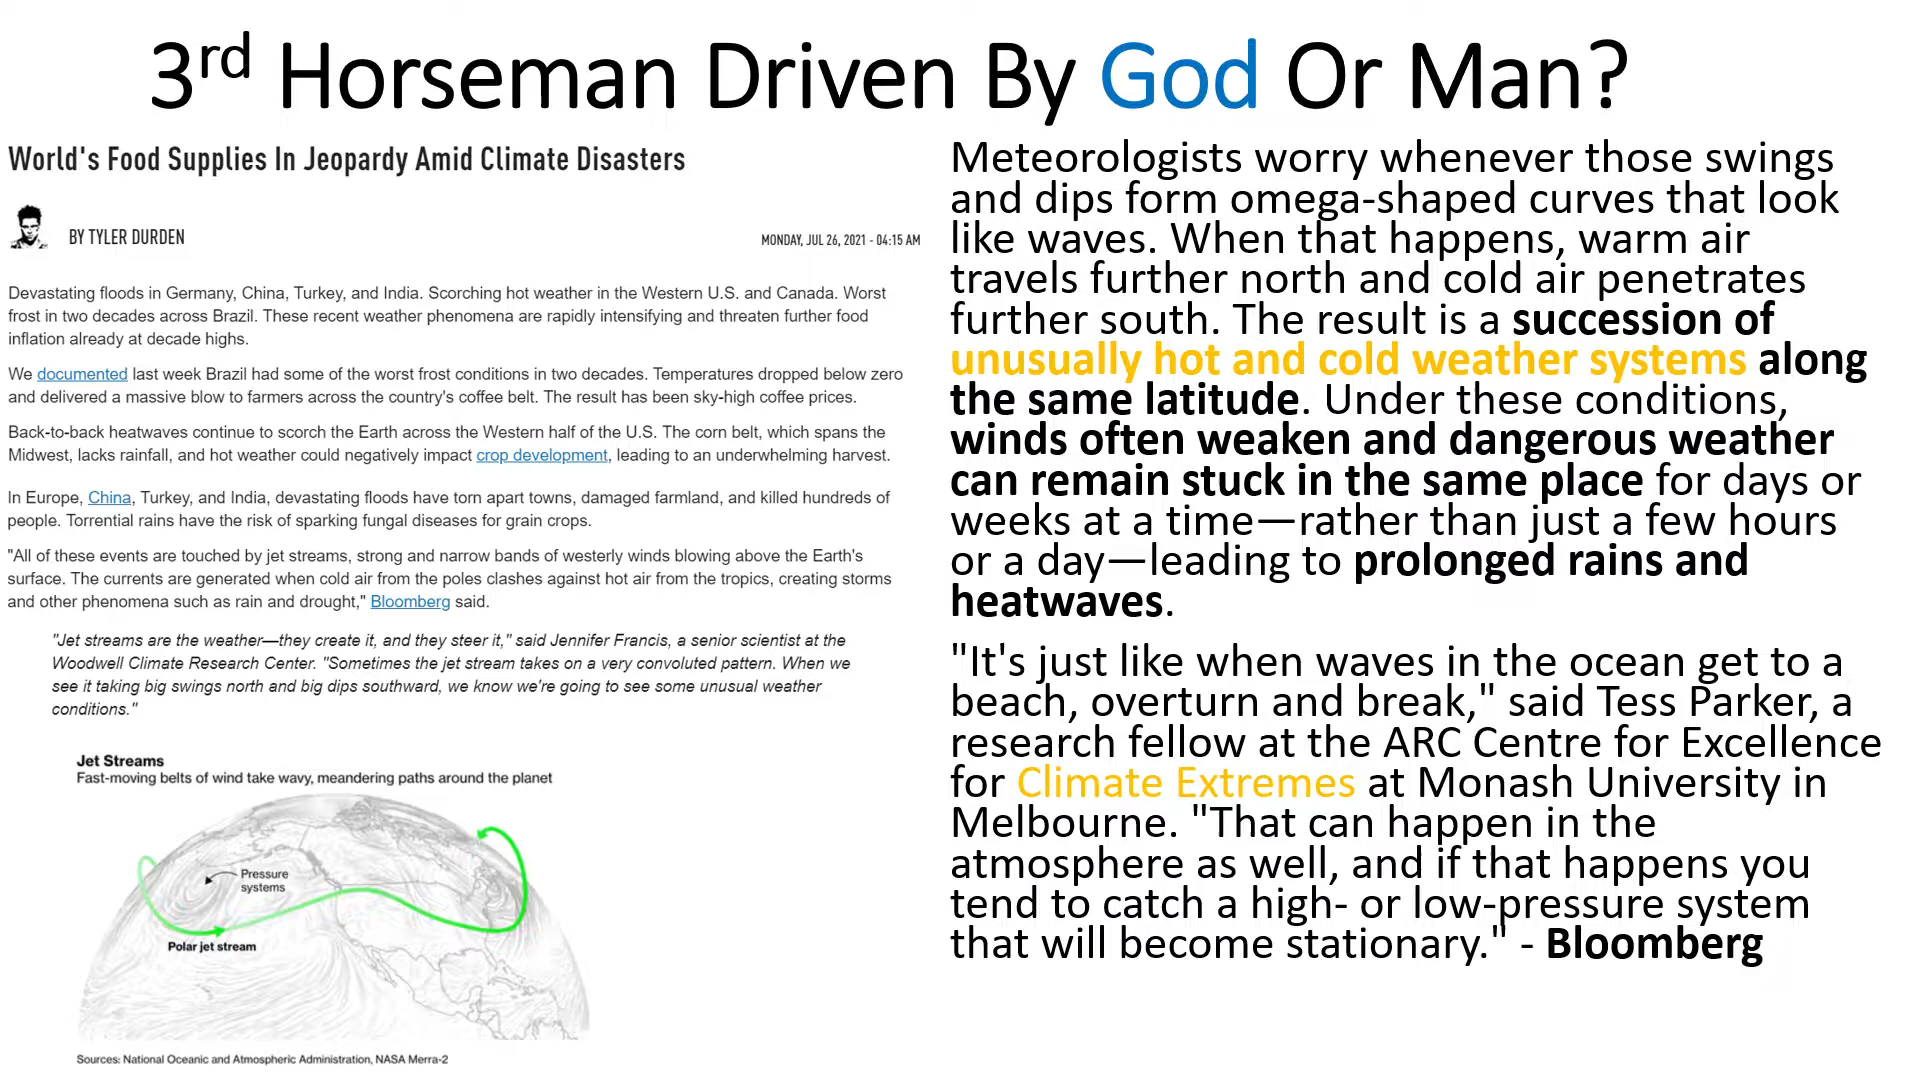 3rd Horseman Driven By God Or Man?
World's Food Supplies In Jeopardy Amid Climate Disasters
BY TYLER DURDEN
MONDAY, JUL 26, 2021 - 04:15 AM
Devastating floods in Germany, China, Turkey, and India. Scorching hot weather in the Western U.S. and Canada. Worst
frost in two decades across Brazil. These recent weather phenomena are rapidly intensifying and threaten further food
inflation already at decade highs.
We documented last week Brazil had some of the worst frost conditions in two decades. Temperatures dropped below zero
and delivered a massive blow to farmers across the country's coffee belt. The result has been sky-high coffee prices.
Back-to-back heatwaves continue to scorch the Earth across the Western half of the U.S. The corn belt, which spans the
Midwest, lacks rainfall, and hot weather could negatively impact crop development, leading to an underwhelming harvest.
In Europe, China, Turkey, and India, devastating floods have torn apart towns, damaged farmland, and killed hundreds of
people. Torrential rains have the risk of sparking fungal diseases for grain crops.
"All of these events are touched by jet streams, strong and narrow bands of westerly winds blowing above the Earth's
surface. The currents are generated when cold air from the poles clashes against hot air from the tropics, creating storms
and other phenomena such as rain and drought," Bloomberg said.
"Jet streams are the weather—they create it, and they steer it," said Jennifer Francis, a senior scientist at the
Woodwell Climate Research Center. "Sometimes the jet stream takes on a very convoluted pattern. When we
see it taking big swings north and big dips southward, we know we're going to see some unusual weather
conditions."
Jet Streams
Fast-moving belts of wind take wavy, meandering paths around the planet
Pressure
systems
Polar jet stream
Sources: National Oceanic and Atmospheric Administration, NASA Merra-2
Meteorologists worry whenever those swings
and dips form omega-shaped curves that look
like waves. When that happens, warm air
travels further north and cold air penetrates
further south. The result is a succession of
unusually hot and cold weather systems along
the same latitude. Under these conditions,
winds often weaken and dangerous weather
can remain stuck in the same place for days or
weeks at a time—rather than just a few hours
or a day—leading to prolonged rains and
heatwaves.
"It's just like when waves in the ocean get to a
beach, overturn and break," said Tess Parker, a
research fellow at the ARC Centre for Excellence
for Climate Extremes at Monash University in
Melbourne. "That can happen in the
atmosphere as well, and if that happens you
tend to catch a high- or low-pressure system
that will become stationary." - Bloomberg